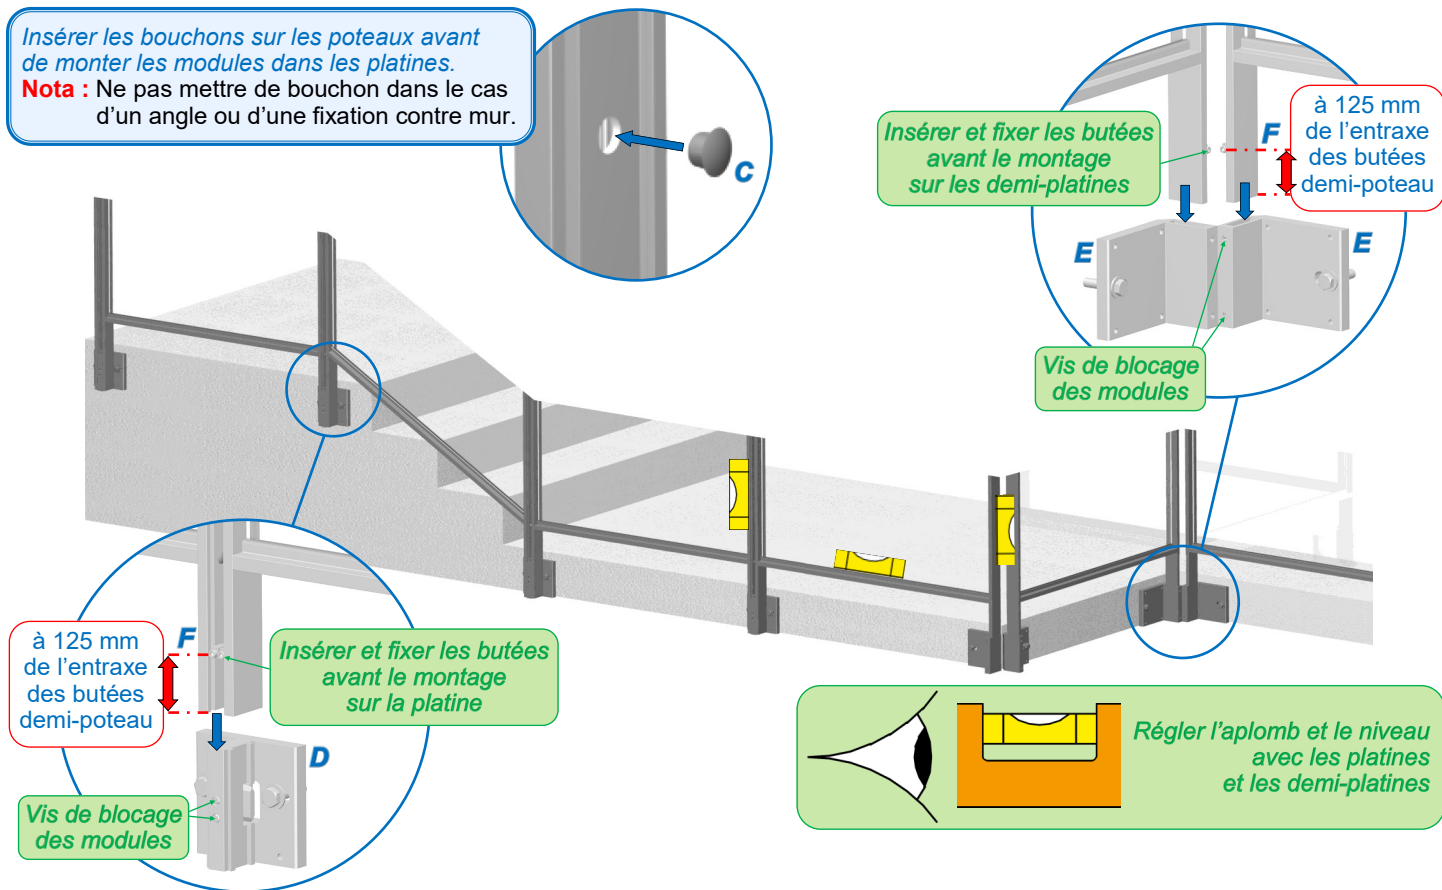 Insérer les bouchons sur les poteaux avant
de monter les modules dans les platines.
Nota : Ne pas mettre de bouchon dans le cas
d'un angle ou d'une fixation contre mur.
C
Insérer et fixer les butées
avant le montage
sur les demi-platines
F
à 125 mm
de l'entraxe
des butées
demi-poteau
E
E
Vis de blocage
des modules
à 125 mm
de l'entraxe
des butées
demi-poteau
F
Insérer et fixer les butées
avant le montage
sur la platine
D
Vis de blocage
des modules
Régler l'aplomb et le niveau
avec les platines
et les demi-platines